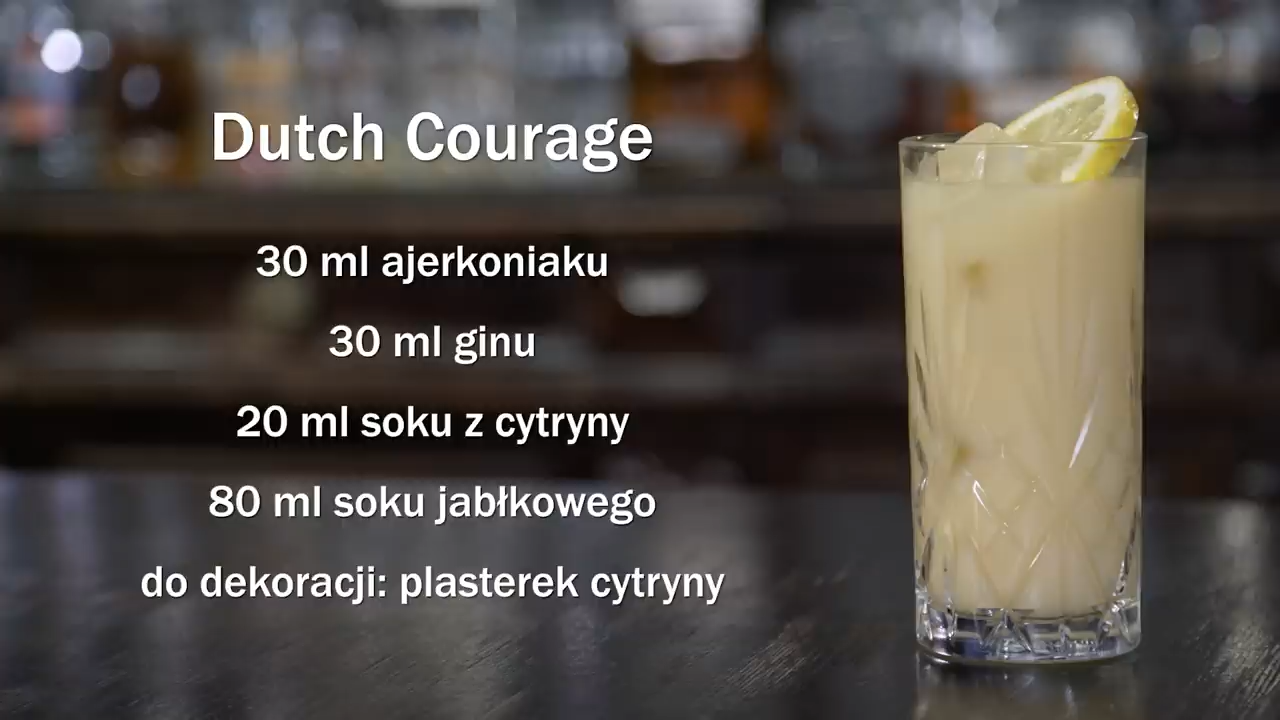 Dutch Courage
30 ml ajerkoniaku
30 ml ginu
20 ml soku z cytryny
80 ml soku jabłkowego
do dekoracji: plasterek cytryny